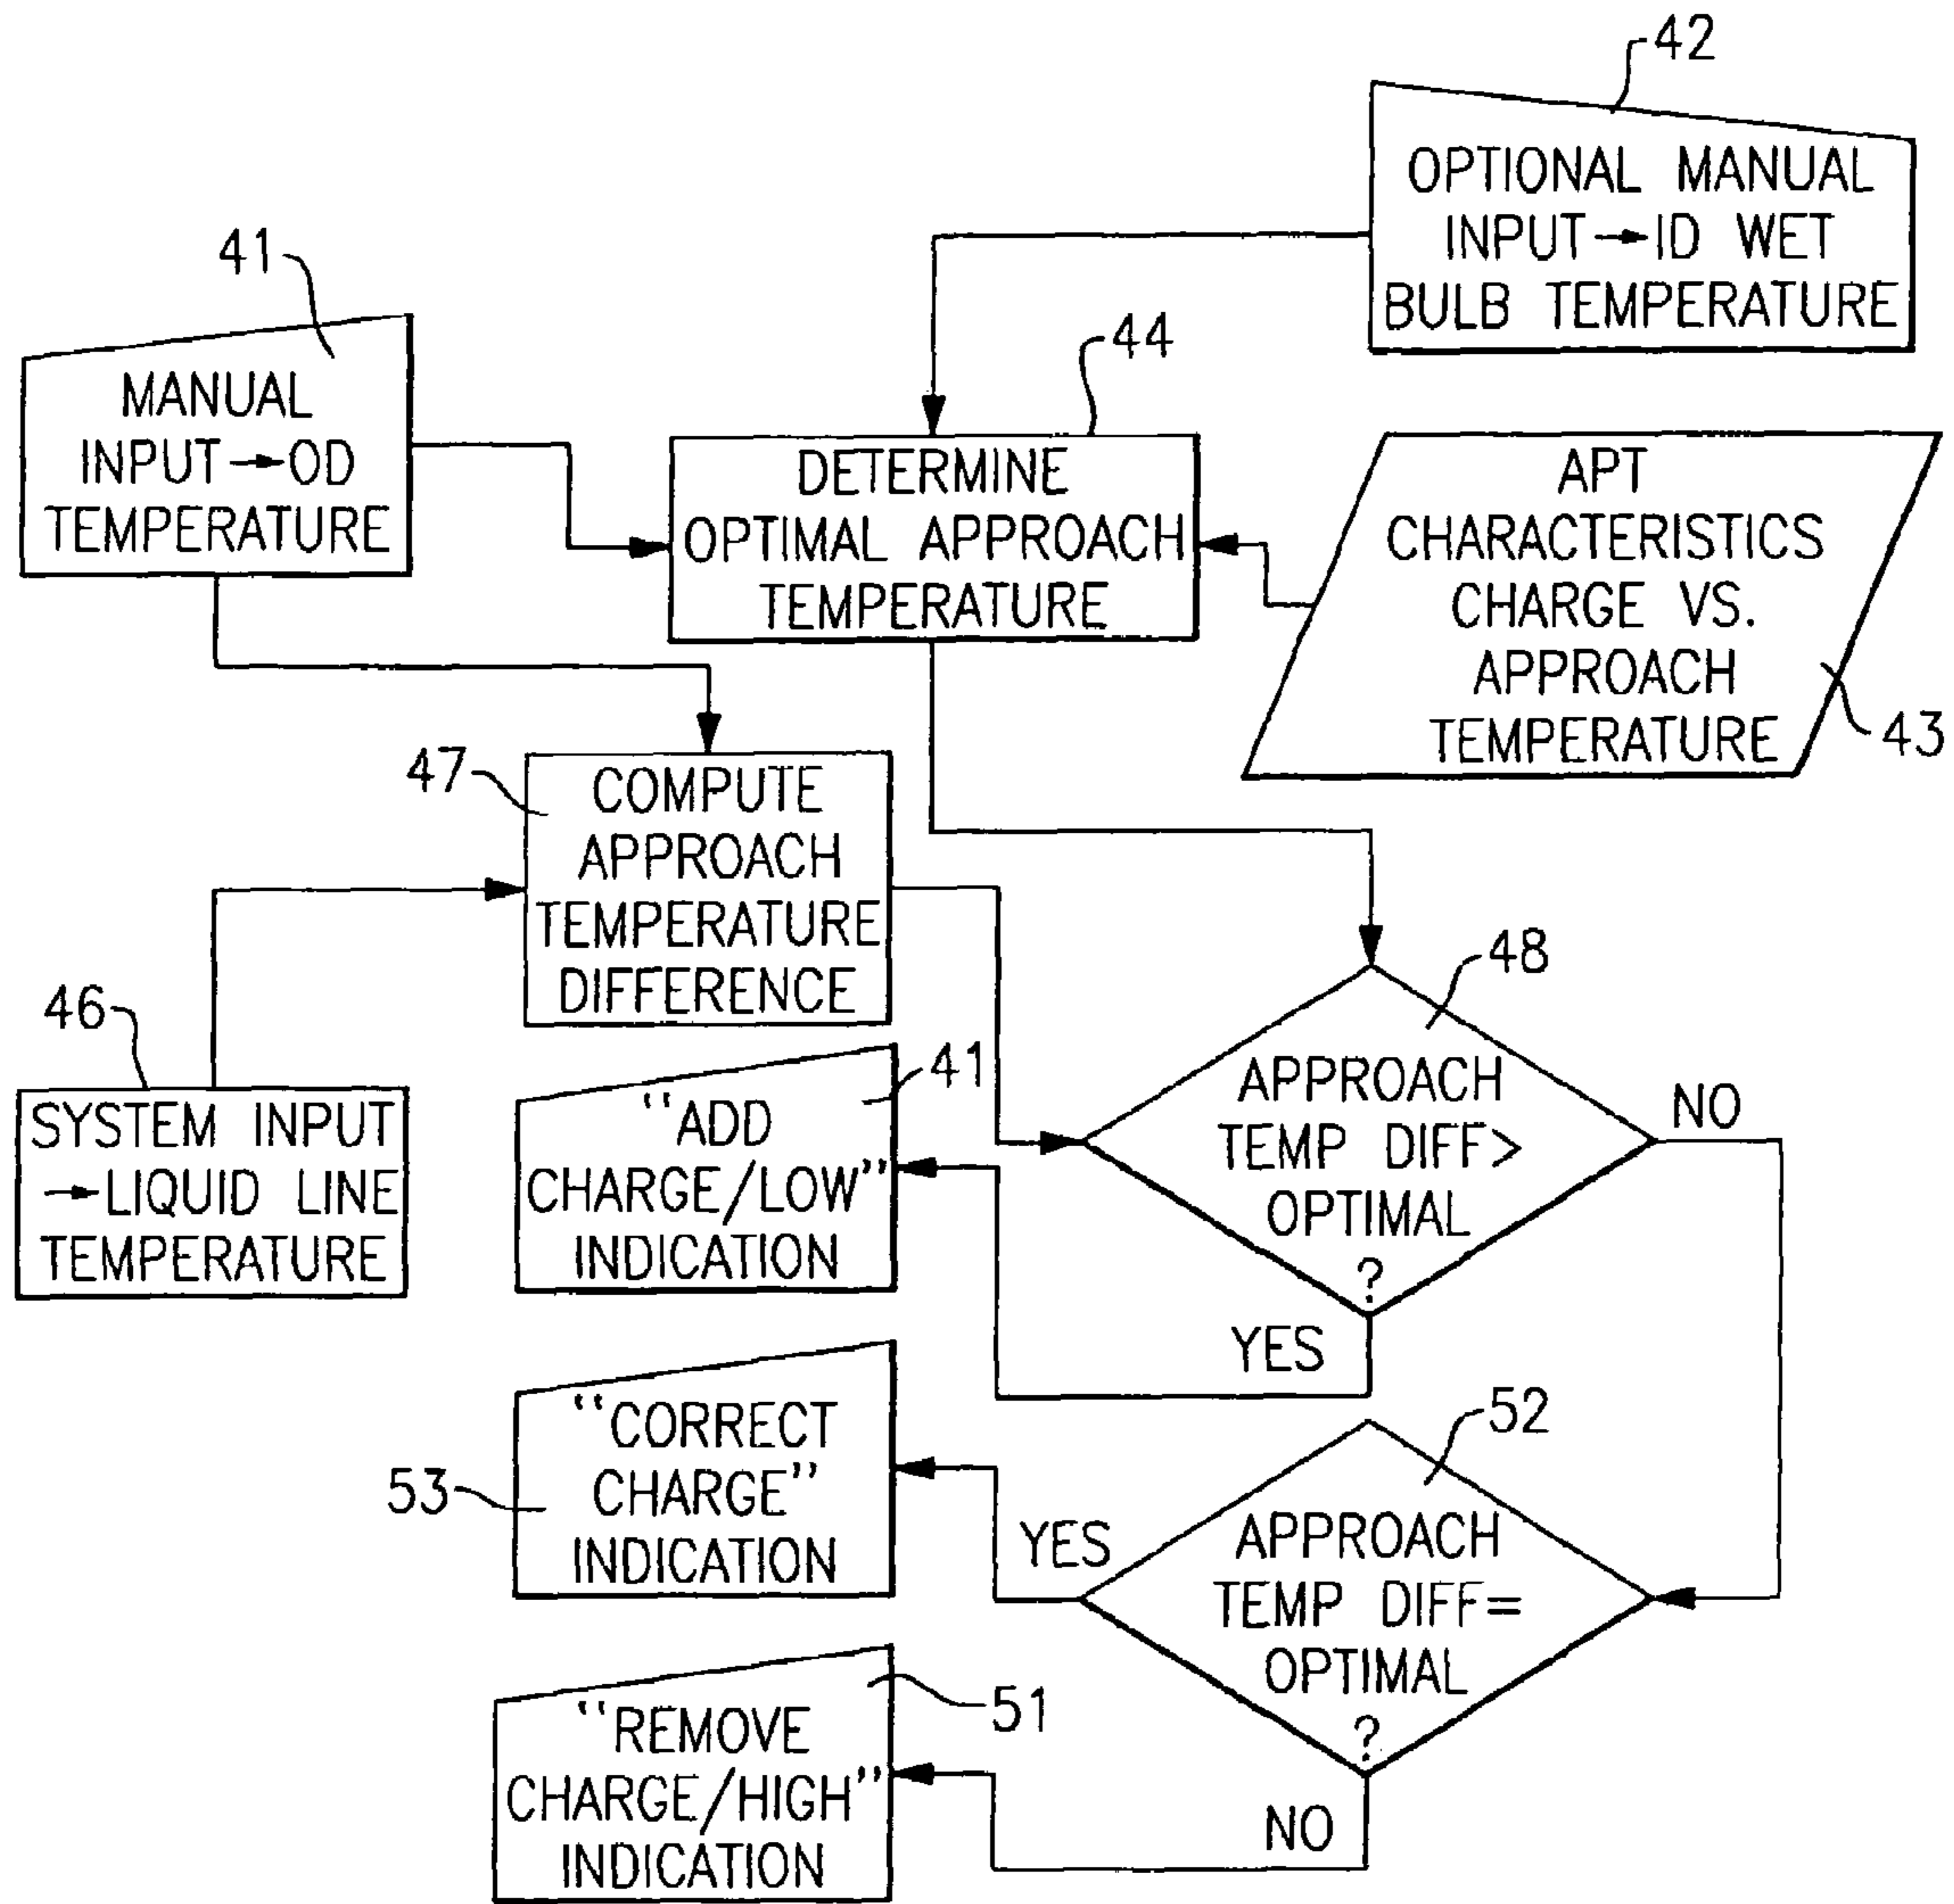 42
OPTIONAL MANUAL
INPUT→ID WET
BULB TEMPERATURE
41
MANUAL
INPUT→OD
TEMPERATURE
44
DETERMINE
OPTIMAL APPROACH
TEMPERATURE
APT
CHARACTERISTICS
CHARGE VS.
APPROACH
TEMPERATURE
43
47
COMPUTE
APPROACH
TEMPERATURE
DIFFERENCE
46
SYSTEM INPUT
→LIQUID LINE
TEMPERATURE
41
"ADD
CHARGE/LOW"
INDICATION
48
APPROACH
TEMP DIFF>
OPTIMAL
?
NO
YES
53
"CORRECT
CHARGE"
INDICATION
52
APPROACH
TEMP DIFF=
OPTIMAL
?
YES
NO
51
"REMOVE
CHARGE/HIGH"
INDICATION